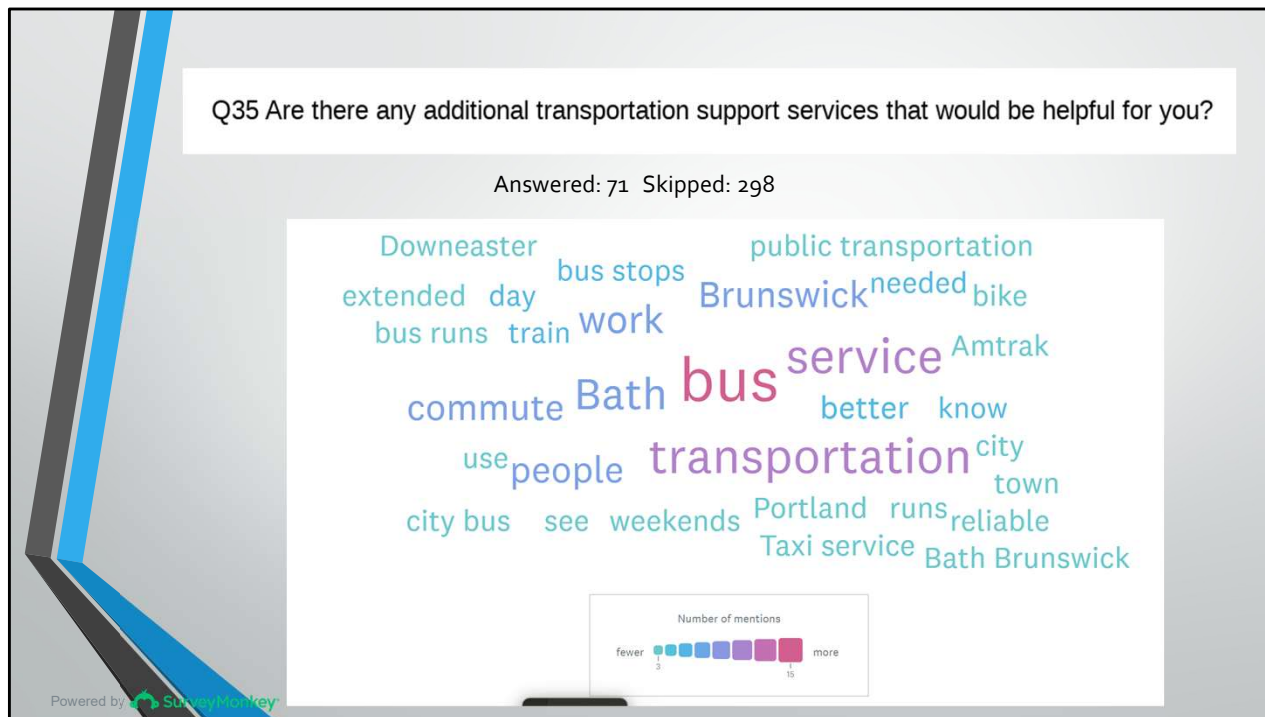 Q35 Are there any additional transportation support services that would be helpful for you?
Answered: 71 Skipped: 298
Downeaster
public transportation
bus stops
Brunswick
needed
extended
day
bike
work
bus runs
train
service
Amtrak
bus
commute
Bath
better
know
use
people
transportation
city
town
city bus
see
weekends
Portland
runs
reliable
Taxi service
Bath Brunswick
Number of mentions
fewer
more
3
15
Powered by SurveyMonkey